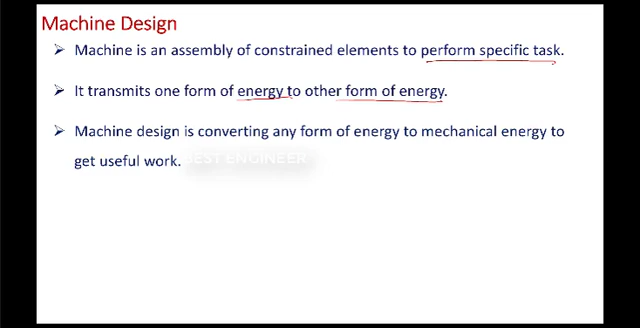 Machine Design
➢ Machine is an assembly of constrained elements to perform specific task.
➢ It transmits one form of energy to other form of energy.
➢ Machine design is converting any form of energy to mechanical energy to
get useful work.
BEST ENGINEER